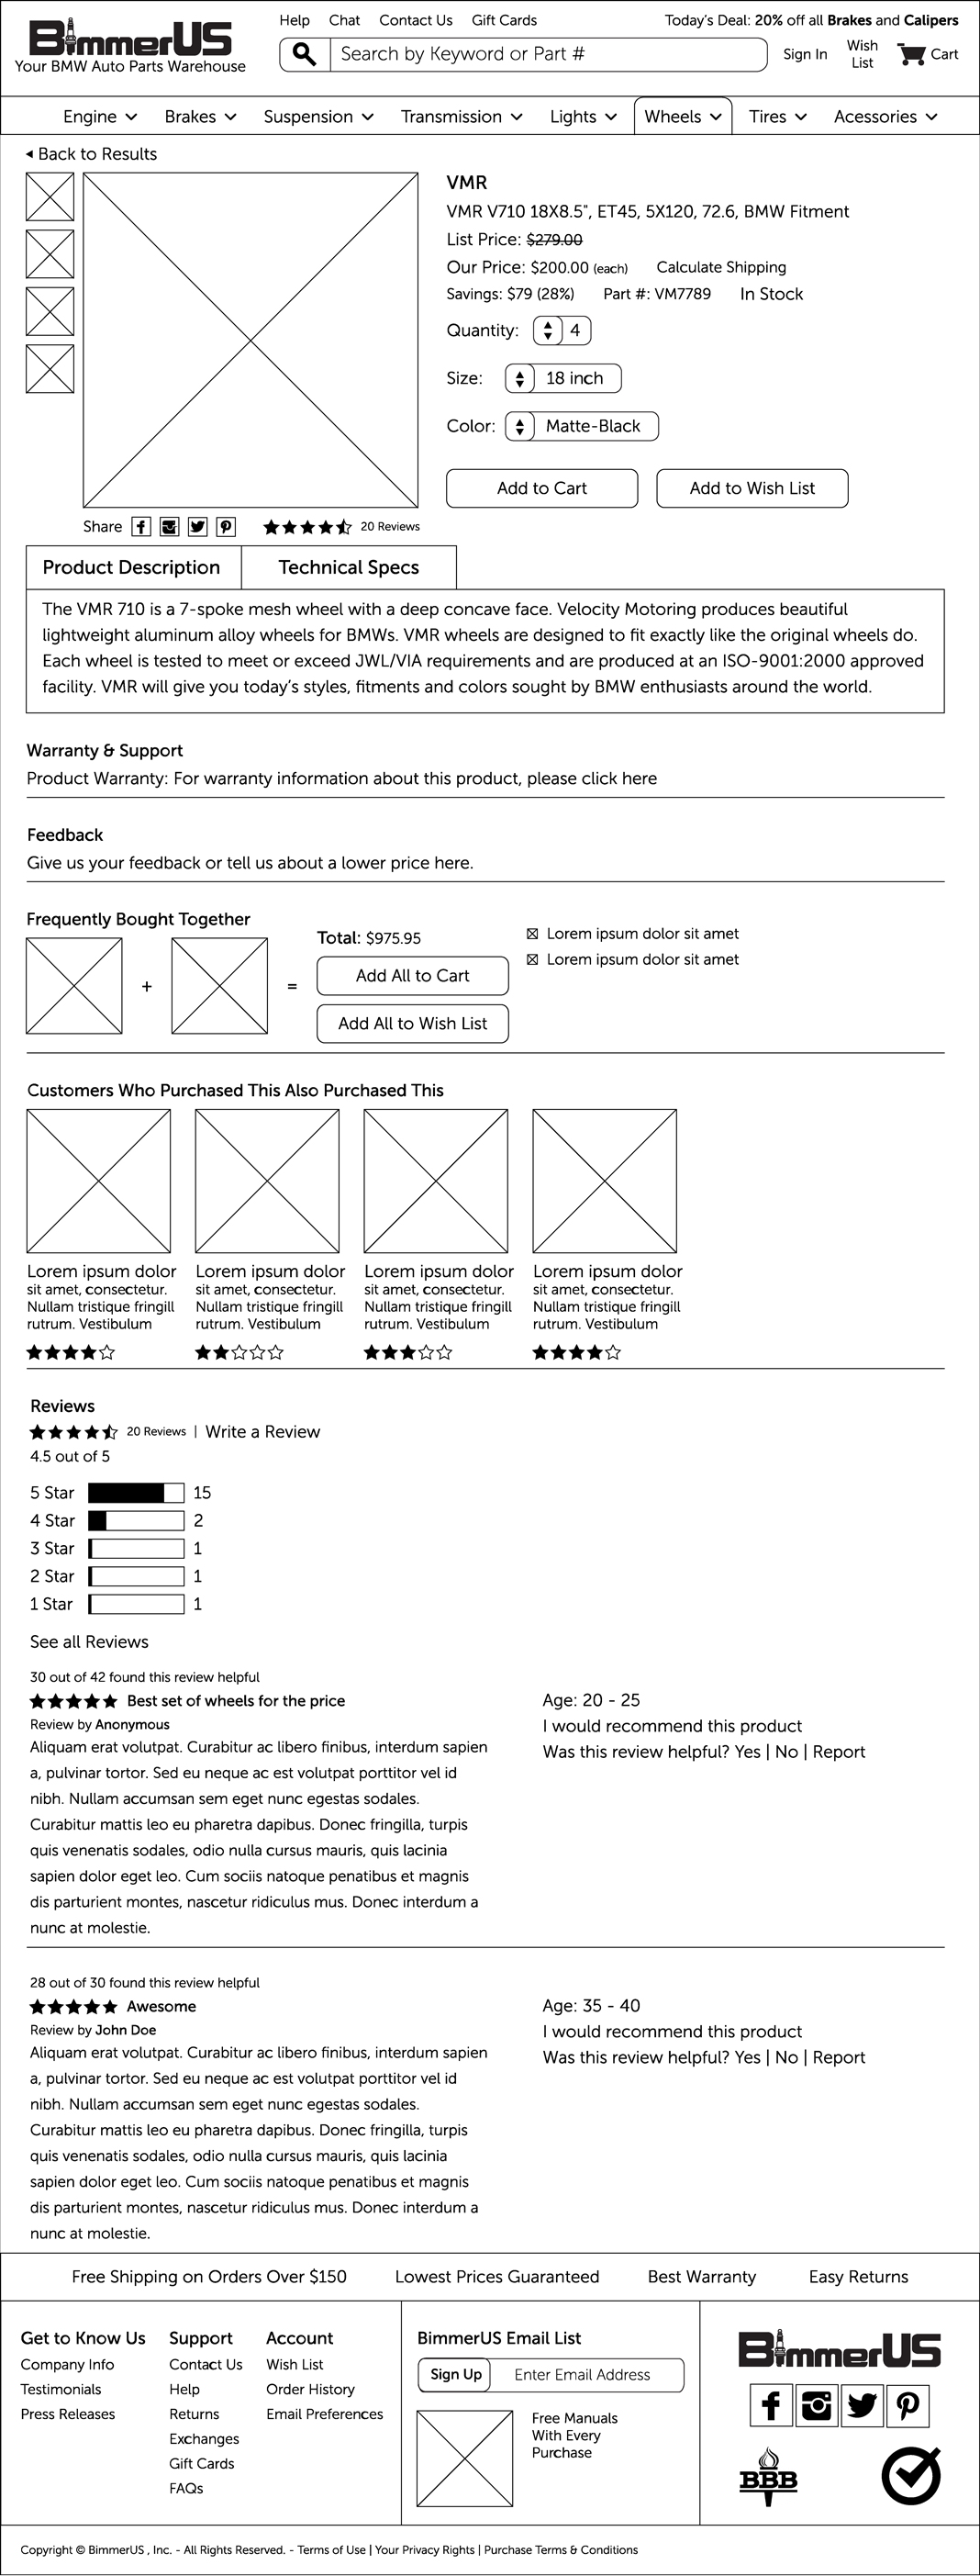 Help Chat Contact Us Gift Cards Today's Deal: 20% off all Brakes and Calipers
BimmerUS
Your BMW Auto Parts Warehouse
Search by Keyword or Part #
Sign In
Wish
List
Cart
Engine Brakes Suspension Transmission Lights Wheels Tires Acessories
Back to Results
VMR
VMR V710 18X8.5", ET45, 5X120, 72.6, BMW Fitment
List Price: $279.00
Our Price: $200.00 (each) Calculate Shipping
Savings: $79 (28%) Part #: VM7789 In Stock
Quantity: 4
Size: 18 inch
Color: Matte-Black
Add to Cart Add to Wish List
Share 20 Reviews
Product Description Technical Specs
The VMR 710 is a 7-spoke mesh wheel with a deep concave face. Velocity Motoring produces beautiful
lightweight aluminum alloy wheels for BMWs. VMR wheels are designed to fit exactly like the original wheels do.
Each wheel is tested to meet or exceed JWL/VIA requirements and are produced at an ISO-9001:2000 approved
facility. VMR will give you today's styles, fitments and colors sought by BMW enthusiasts around the world.
Warranty & Support
Product Warranty: For warranty information about this product, please click here
Feedback
Give us your feedback or tell us about a lower price here.
Frequently Bought Together
+
=
Total: $975.95
Add All to Cart
Add All to Wish List
Lorem ipsum dolor sit amet
Lorem ipsum dolor sit amet
Customers Who Purchased This Also Purchased This
Lorem ipsum dolor
sit amet, consectetur.
Nullam tristique fringill
rutrum. Vestibulum
Lorem ipsum dolor
sit amet, consectetur.
Nullam tristique fringill
rutrum. Vestibulum
Lorem ipsum dolor
sit amet, consectetur.
Nullam tristique fringill
rutrum. Vestibulum
Lorem ipsum dolor
sit amet, consectetur.
Nullam tristique fringill
rutrum. Vestibulum
Reviews
20 Reviews | Write a Review
4.5 out of 5
5 Star 15
4 Star 2
3 Star 1
2 Star 1
1 Star 1
See all Reviews
30 out of 42 found this review helpful
Best set of wheels for the price
Review by Anonymous
Aliquam erat volutpat. Curabitur ac libero finibus, interdum sapien
a, pulvinar tortor. Sed eu neque ac est volutpat porttitor vel id
nibh. Nullam accumsan sem eget nunc egestas sodales.
Curabitur mattis leo eu pharetra dapibus. Donec fringilla, turpis
quis venenatis sodales, odio nulla cursus mauris, quis lacinia
sapien dolor eget leo. Cum sociis natoque penatibus et magnis
dis parturient montes, nascetur ridiculus mus. Donec interdum a
nunc at molestie.
Age: 20 - 25
I would recommend this product
Was this review helpful? Yes | No | Report
28 out of 30 found this review helpful
Awesome
Review by John Doe
Aliquam erat volutpat. Curabitur ac libero finibus, interdum sapien
a, pulvinar tortor. Sed eu neque ac est volutpat porttitor vel id
nibh. Nullam accumsan sem eget nunc egestas sodales.
Curabitur mattis leo eu pharetra dapibus. Donec fringilla, turpis
quis venenatis sodales, odio nulla cursus mauris, quis lacinia
sapien dolor eget leo. Cum sociis natoque penatibus et magnis
dis parturient montes, nascetur ridiculus mus. Donec interdum a
nunc at molestie.
Age: 35 - 40
I would recommend this product
Was this review helpful? Yes | No | Report
Free Shipping on Orders Over $150 Lowest Prices Guaranteed Best Warranty Easy Returns
Get to Know Us
Company Info
Testimonials
Press Releases
Support
Contact Us
Help
Returns
Exchanges
Gift Cards
FAQs
Account
Wish List
Order History
Email Preferences
BimmerUS Email List
Sign Up Enter Email Address
Free Manuals
With Every
Purchase
BimmerUS
BBB
Copyright © BimmerUS , Inc. - All Rights Reserved. - Terms of Use | Your Privacy Rights | Purchase Terms & Conditions